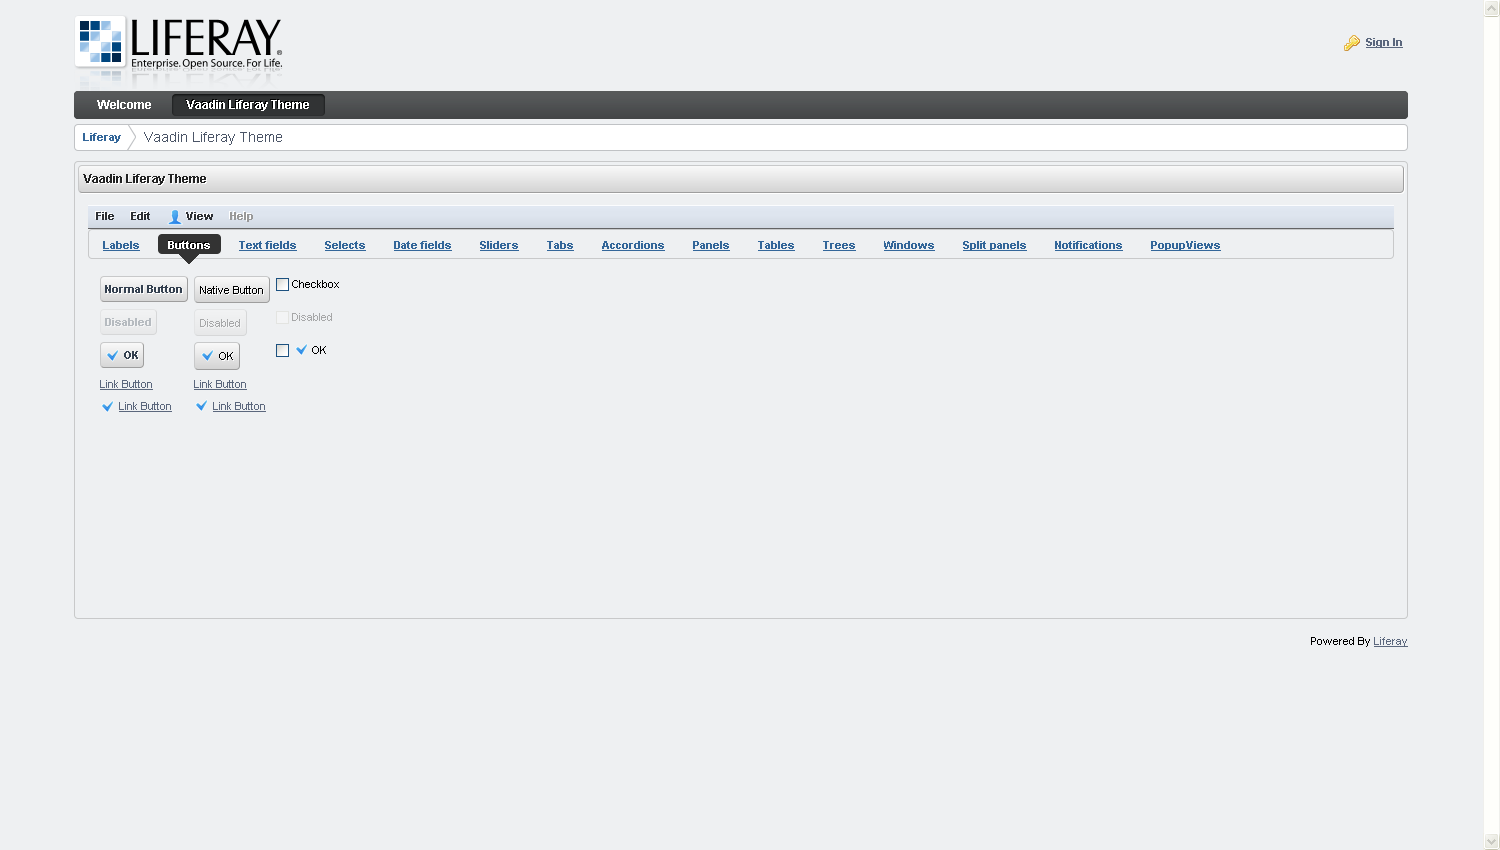 LIFERAY
Enterprise. Open Source. For Life.
Sign In
Welcome Vaadin Liferay Theme
Liferay Vaadin Liferay Theme
Vaadin Liferay Theme
File Edit View Help
Labels Buttons Text fields Selects Date fields Sliders Tabs Accordions Panels Tables Trees Windows Split panels Notifications PopupViews
Normal Button Native Button Checkbox
Disabled Disabled Disabled
OK OK OK
Link Button Link Button
Link Button Link Button
Powered By Liferay